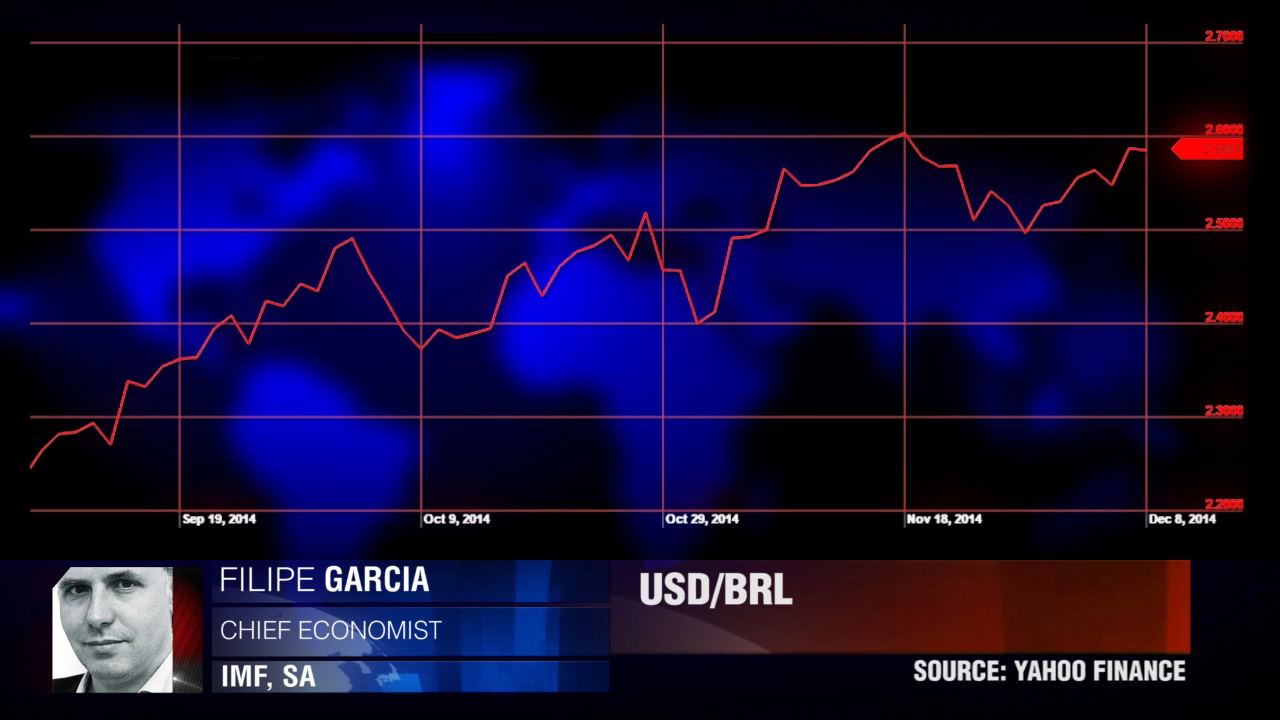 2.7000
2.6000
2.5000
2.4000
2.3000
2.2000
Sep 19, 2014
Oct 9, 2014
Oct 29, 2014
Nov 18, 2014
Dec 8, 2014
FILIPE GARCIA
CHIEF ECONOMIST
IMF, SA
USD/BRL
SOURCE: YAHOO FINANCE